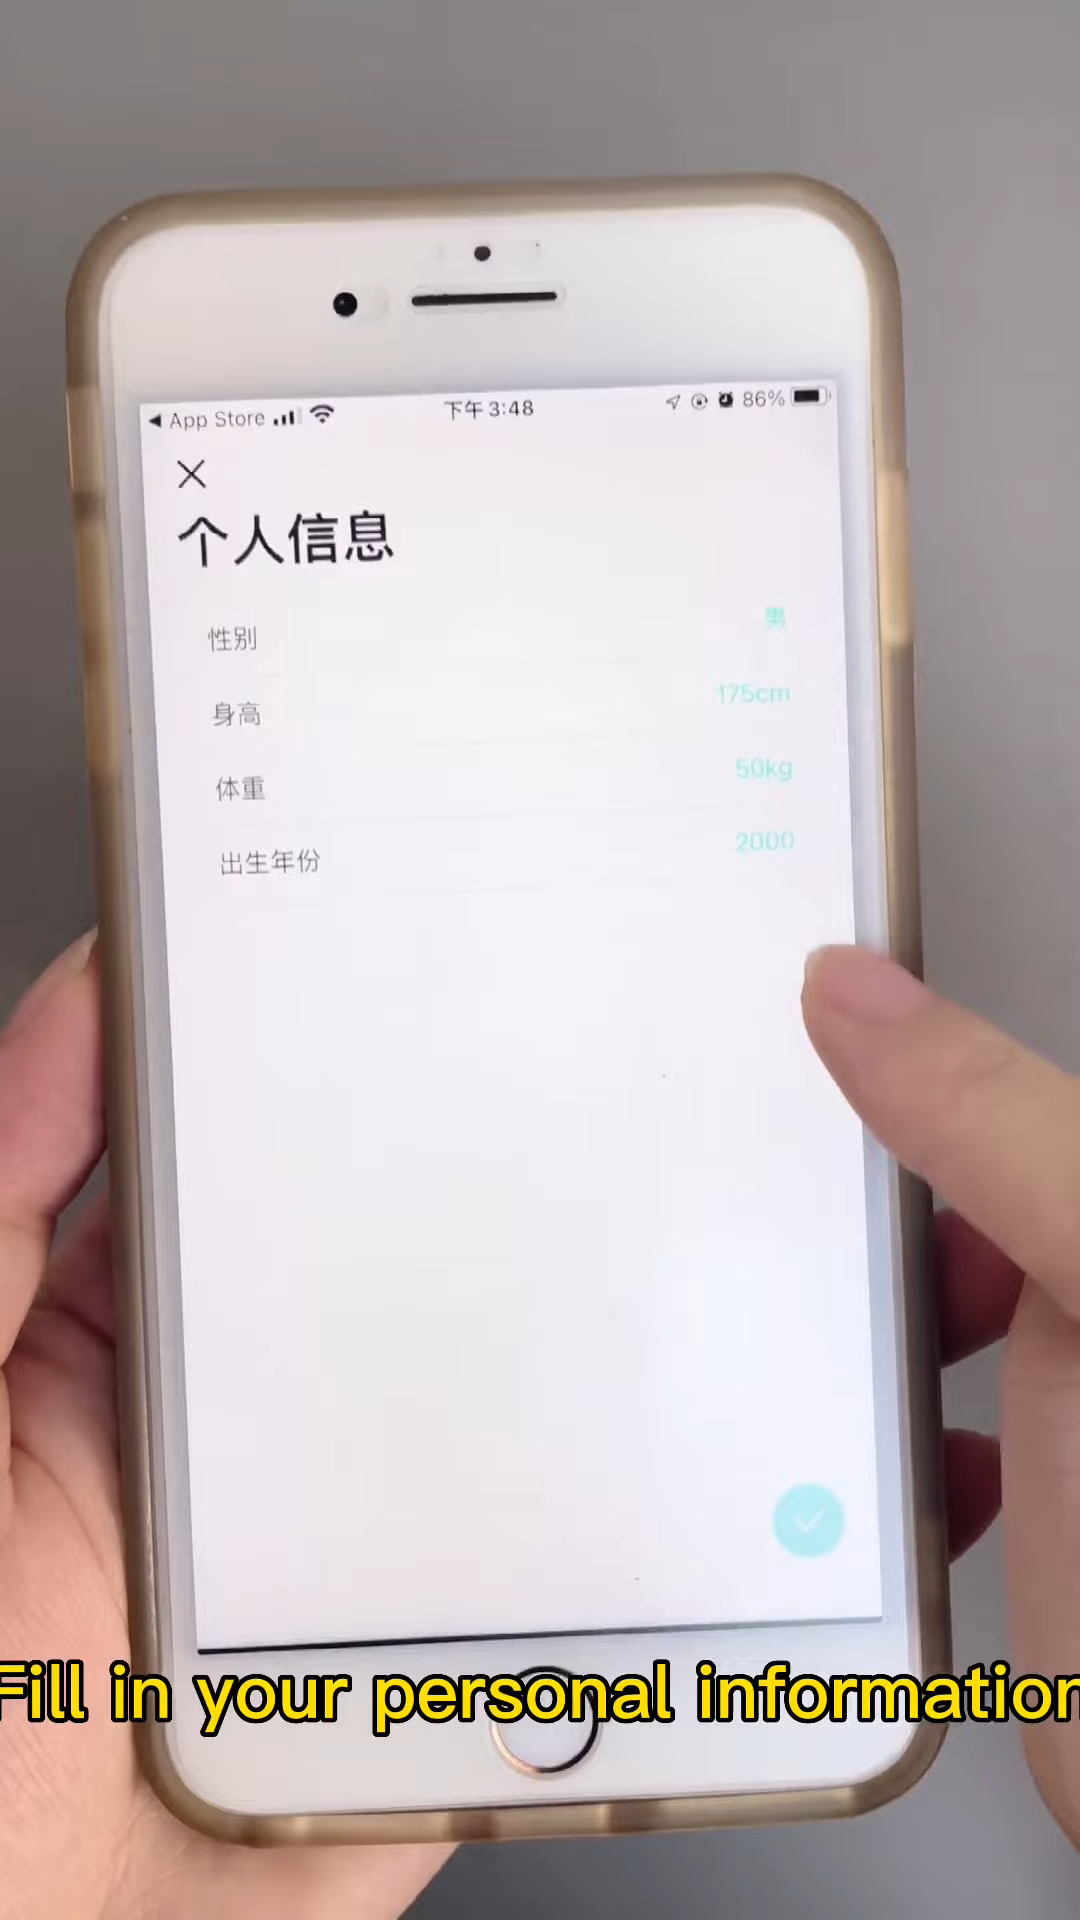 ◀ App Store 下午3:48 86%
个人信息
性别 男
身高 175cm
体重 50kg
出生年份 2000
Fill in your personal information